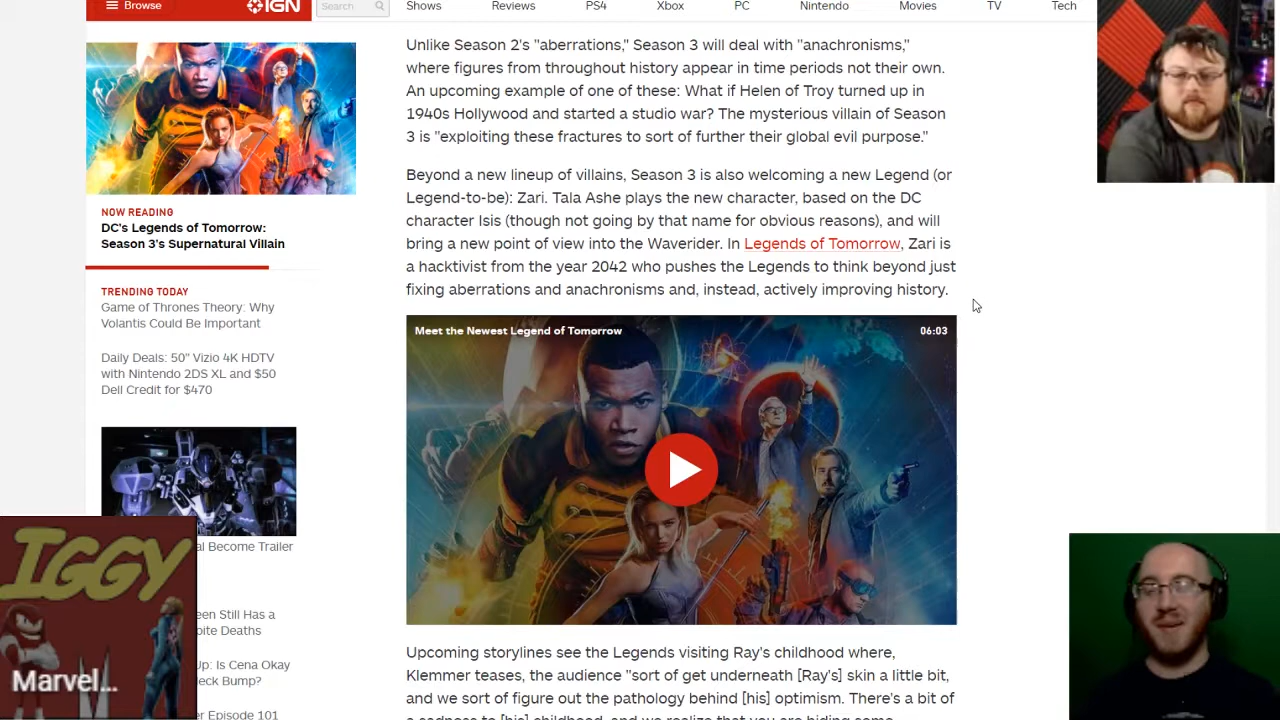 Browse
IGN
Search
Shows
Reviews
PS4
Xbox
PC
Nintendo
Movies
TV
Tech
NOW READING
DC's Legends of Tomorrow:
Season 3's Supernatural Villain
TRENDING TODAY
Game of Thrones Theory: Why
Volantis Could Be Important
Daily Deals: 50" Vizio 4K HDTV
with Nintendo 2DS XL and $50
Dell Credit for $470
al Become Trailer
een Still Has a
pite Deaths
Up: Is Cena Okay
eck Bump?
er Episode 101
IGGY
Marvel...
Unlike Season 2's "aberrations," Season 3 will deal with "anachronisms,"
where figures from throughout history appear in time periods not their own.
An upcoming example of one of these: What if Helen of Troy turned up in
1940s Hollywood and started a studio war? The mysterious villain of Season
3 is "exploiting these fractures to sort of further their global evil purpose."
Beyond a new lineup of villains, Season 3 is also welcoming a new Legend (or
Legend-to-be): Zari. Tala Ashe plays the new character, based on the DC
character Isis (though not going by that name for obvious reasons), and will
bring a new point of view into the Waverider. In Legends of Tomorrow, Zari is
a hacktivist from the year 2042 who pushes the Legends to think beyond just
fixing aberrations and anachronisms and, instead, actively improving history.
Meet the Newest Legend of Tomorrow
06:03
Upcoming storylines see the Legends visiting Ray's childhood where,
Klemmer teases, the audience "sort of get underneath [Ray's] skin a little bit,
and we sort of figure out the pathology behind [his] optimism. There's a bit of
a sadness to [his] childhood, and we realize that you are hiding some